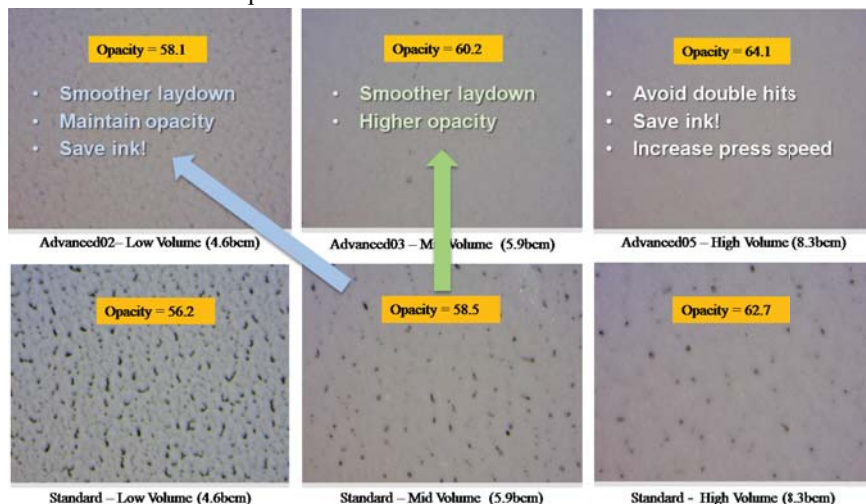 Opacity = 58.1
• Smoother laydown
• Maintain opacity
• Save ink!
Opacity = 60.2
• Smoother laydown
• Higher opacity
Opacity = 64.1
• Avoid double hits
• Save ink!
• Increase press speed
Advanced02– Low Volume (4.6bcm)
Advanced03 – Mid Volume (5.9bcm)
Advanced05 – High Volume (8.3bcm)
Opacity = 56.2
Opacity = 58.5
Opacity = 62.7
Standard – Low Volume (4.6bcm)
Standard – Mid Volume (5.9bcm)
Standard - High Volume (8.3bcm)